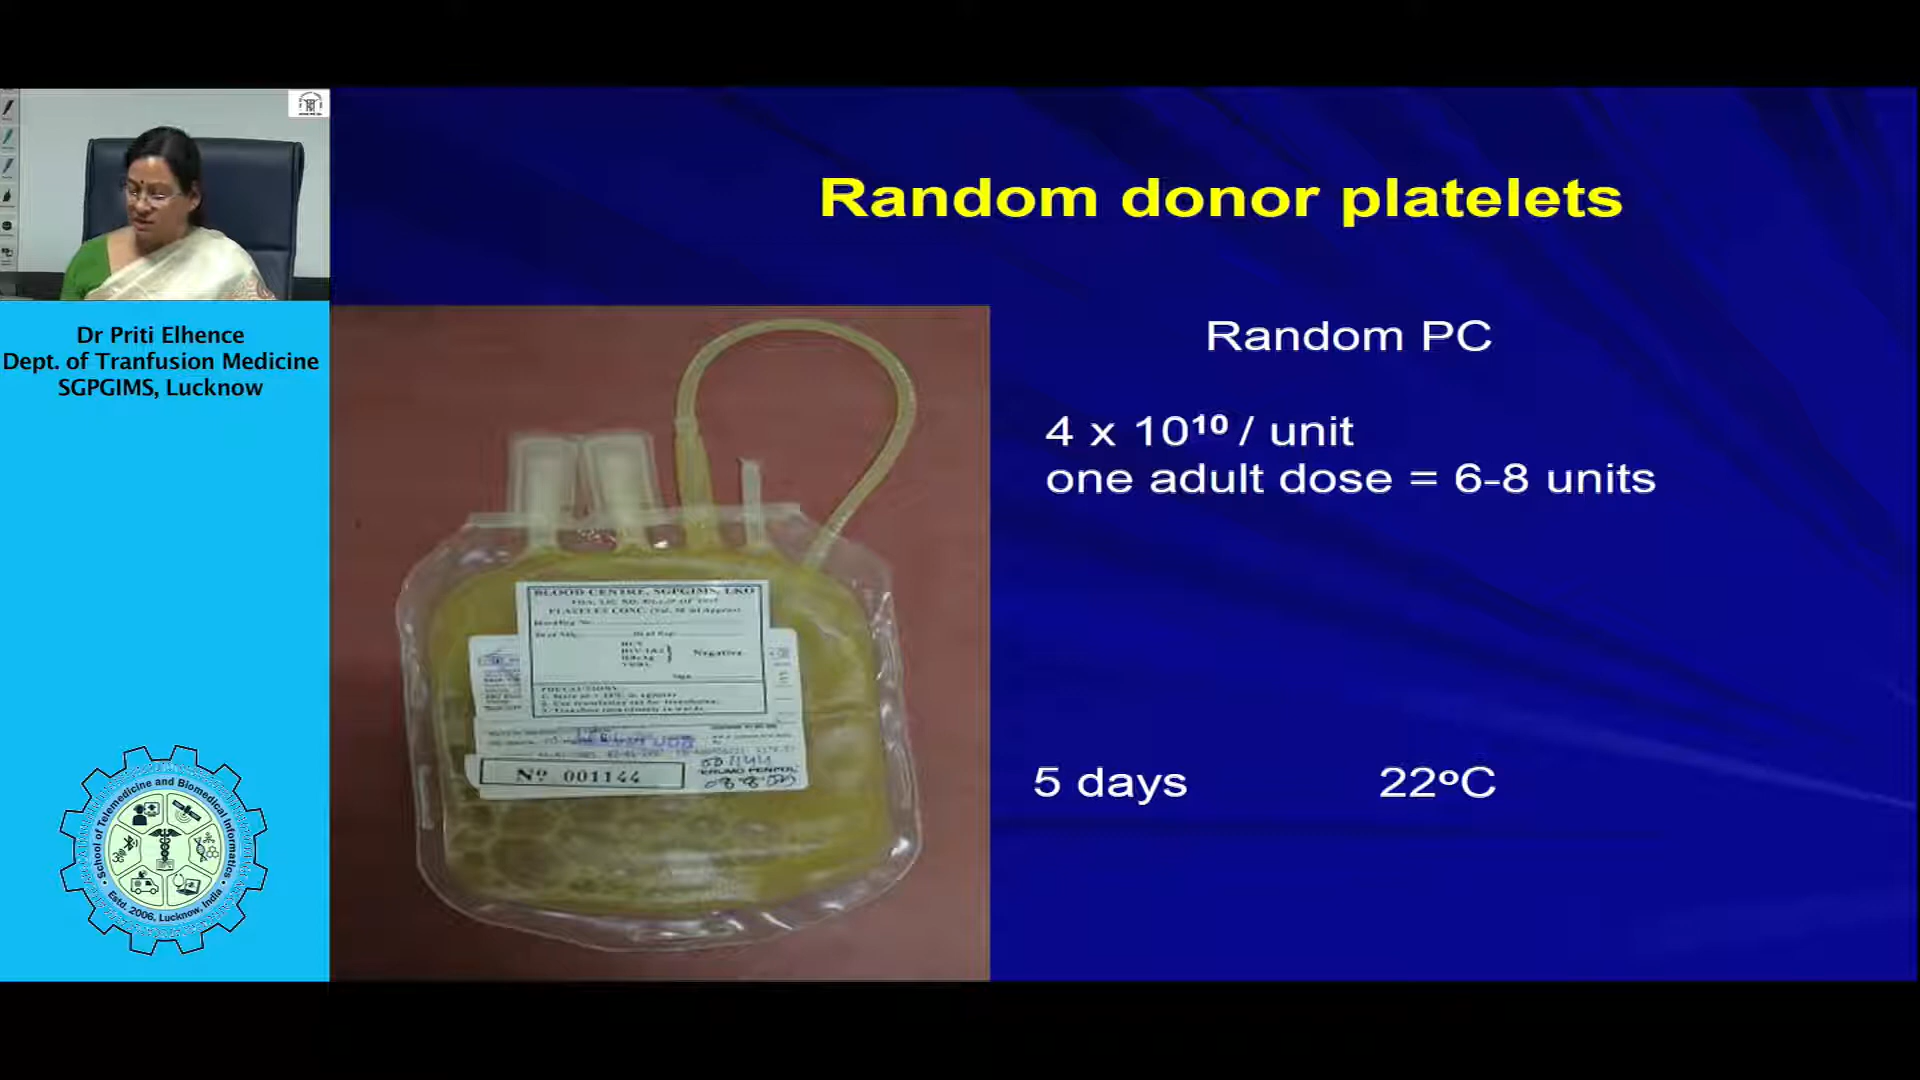 Random donor platelets
Random PC
4 x 10¹⁰ / unit
one adult dose = 6-8 units
5 days 22ºC
Dr Priti Elhence
Dept. of Tranfusion Medicine
SGPGIMS, Lucknow
BLOOD CENTRE, SGPGIMS, LKO
PLATELET CONC.
Negative
PRECAUTIONS
Nº 001144
School of Telemedicine and Biomedical Informatics
Estd. 2006, Lucknow, India